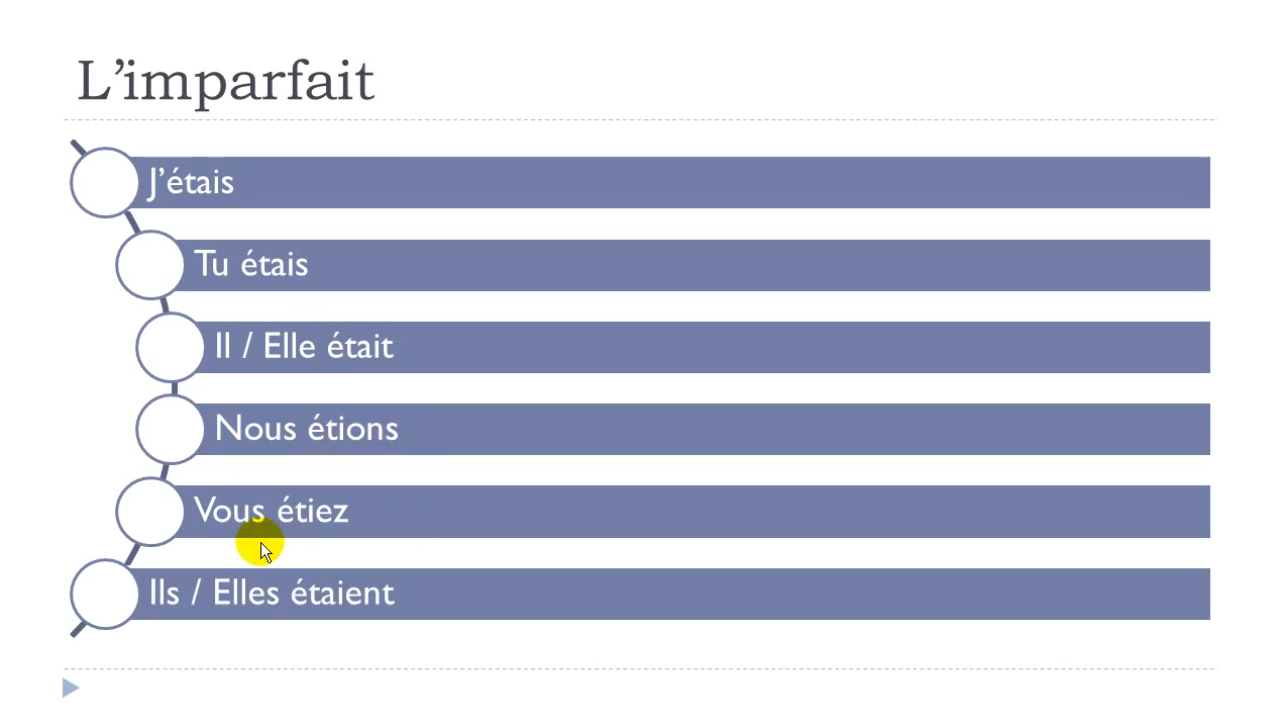 L’imparfait
J’étais
Tu étais
Il / Elle était
Nous étions
Vous étiez
Ils / Elles étaient